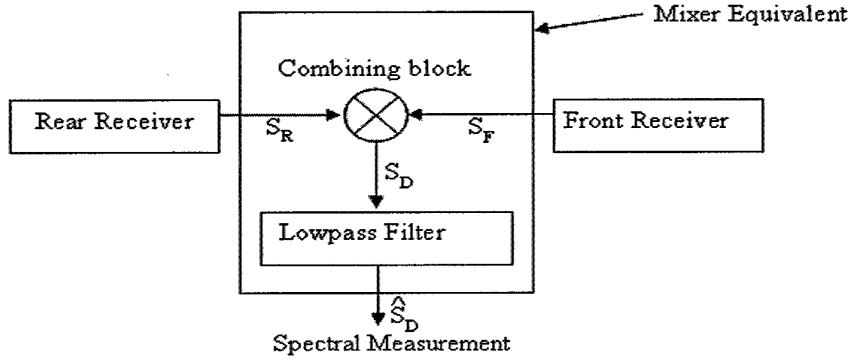 Mixer Equivalent
Combining block
Rear Receiver
S_R
S_F
Front Receiver
S_D
Lowpass Filter
Ŝ_D
Spectral Measurement